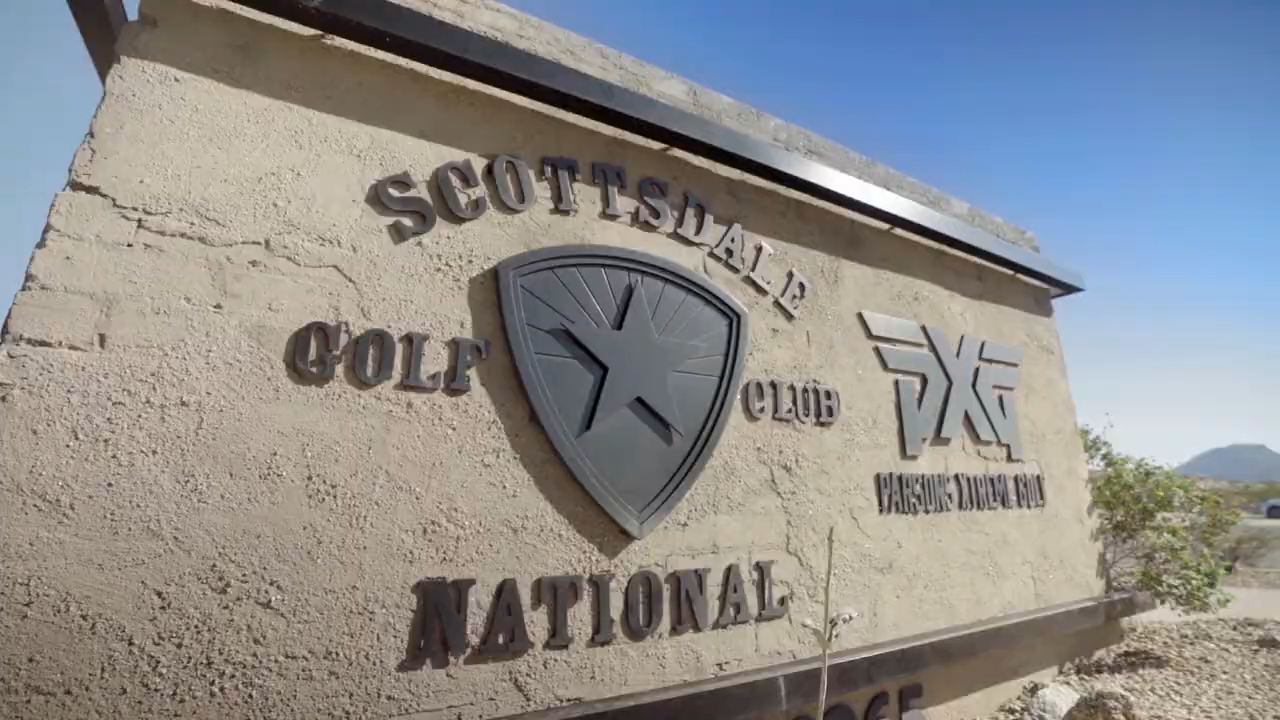 SCOTTSDALE
GOLF CLUB
NATIONAL
PXG
PARSONS XTREME GOLF